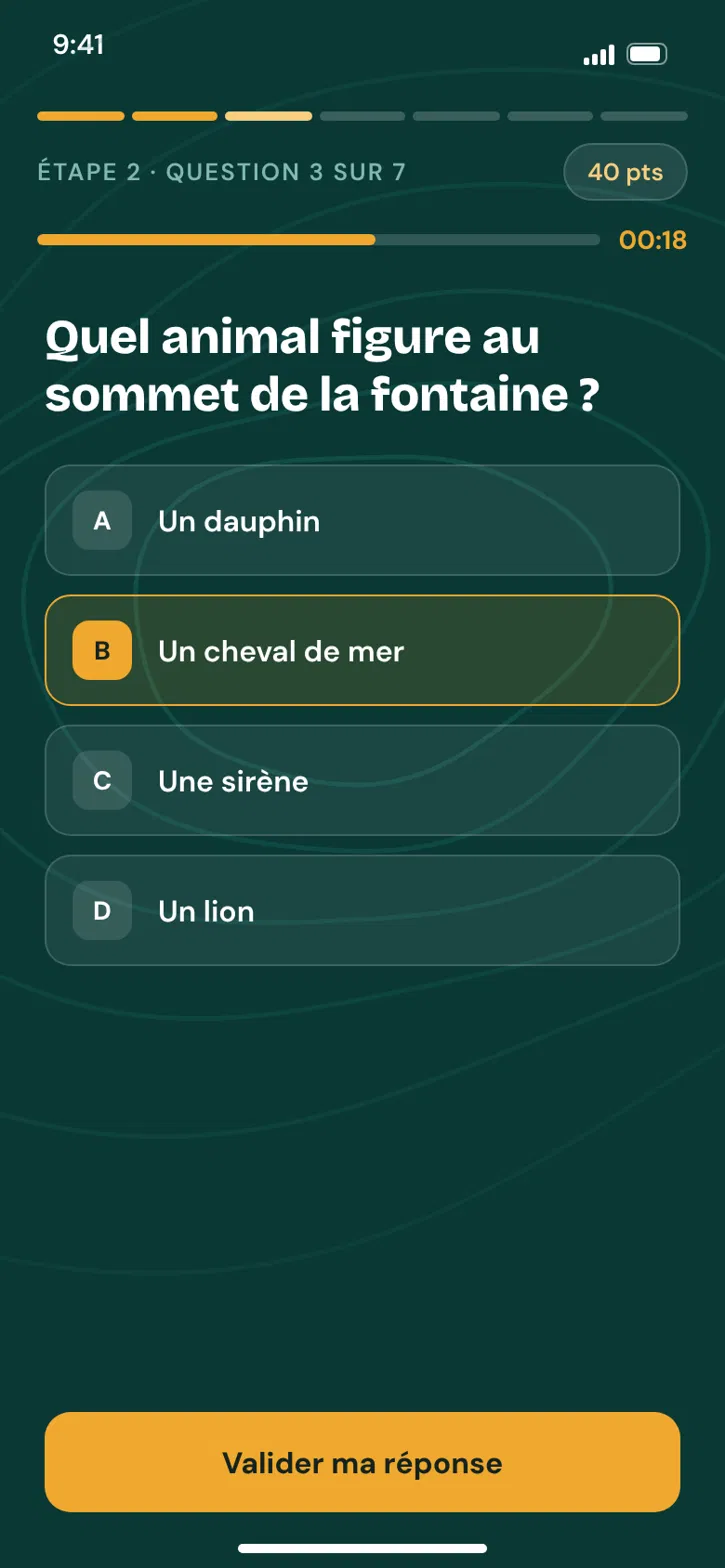 9:41
ÉTAPE 2 · QUESTION 3 SUR 7
40 pts
00:18
Quel animal figure au
sommet de la fontaine ?
A Un dauphin
B Un cheval de mer
C Une sirène
D Un lion
Valider ma réponse